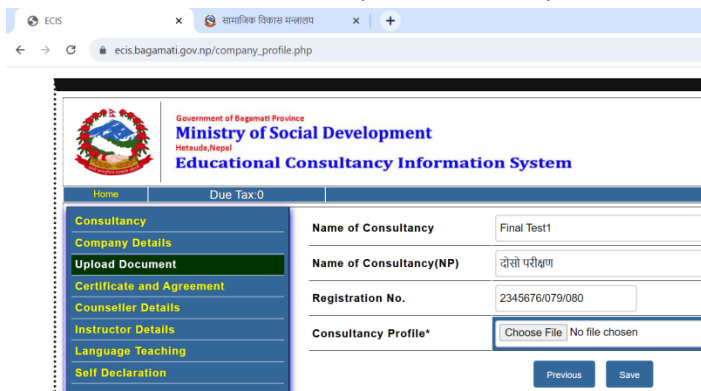 ECIS
सामाजिक विकास मन्त्रालय
ecis.bagamati.gov.np/company_profile.php
Government of Bagamati Province
Ministry of Social Development
Hetauda,Nepal
Educational Consultancy Information System
Home Due Tax:0
Consultancy
Company Details
Upload Document
Certificate and Agreement
Counseller Details
Instructor Details
Language Teaching
Self Declaration
Name of Consultancy Final Test1
Name of Consultancy(NP) दोस्रो परीक्षण
Registration No. 2345676/079/080
Consultancy Profile* Choose File No file chosen
Previous Save